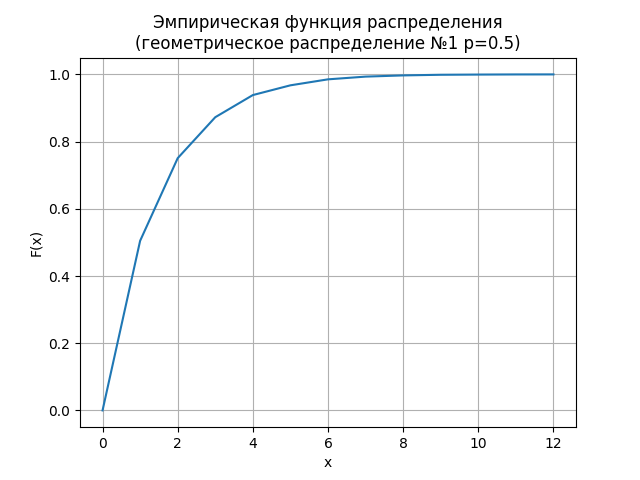 Эмпирическая функция распределения
(геометрическое распределение №1 p=0.5)
1.0
0.8
0.6
0.4
0.2
0.0
F(x)
0 2 4 6 8 10 12
x